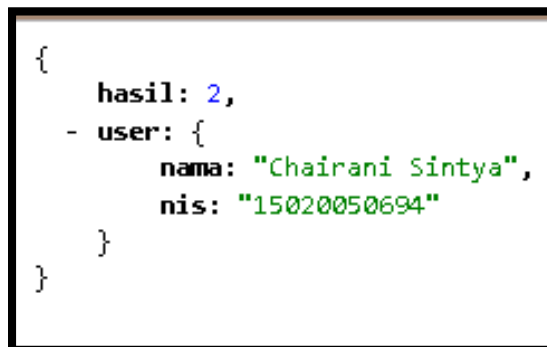 {
hasil: 2,
- user: {
nama: "Chairani Sintya",
nis: "15020050694"
}
}